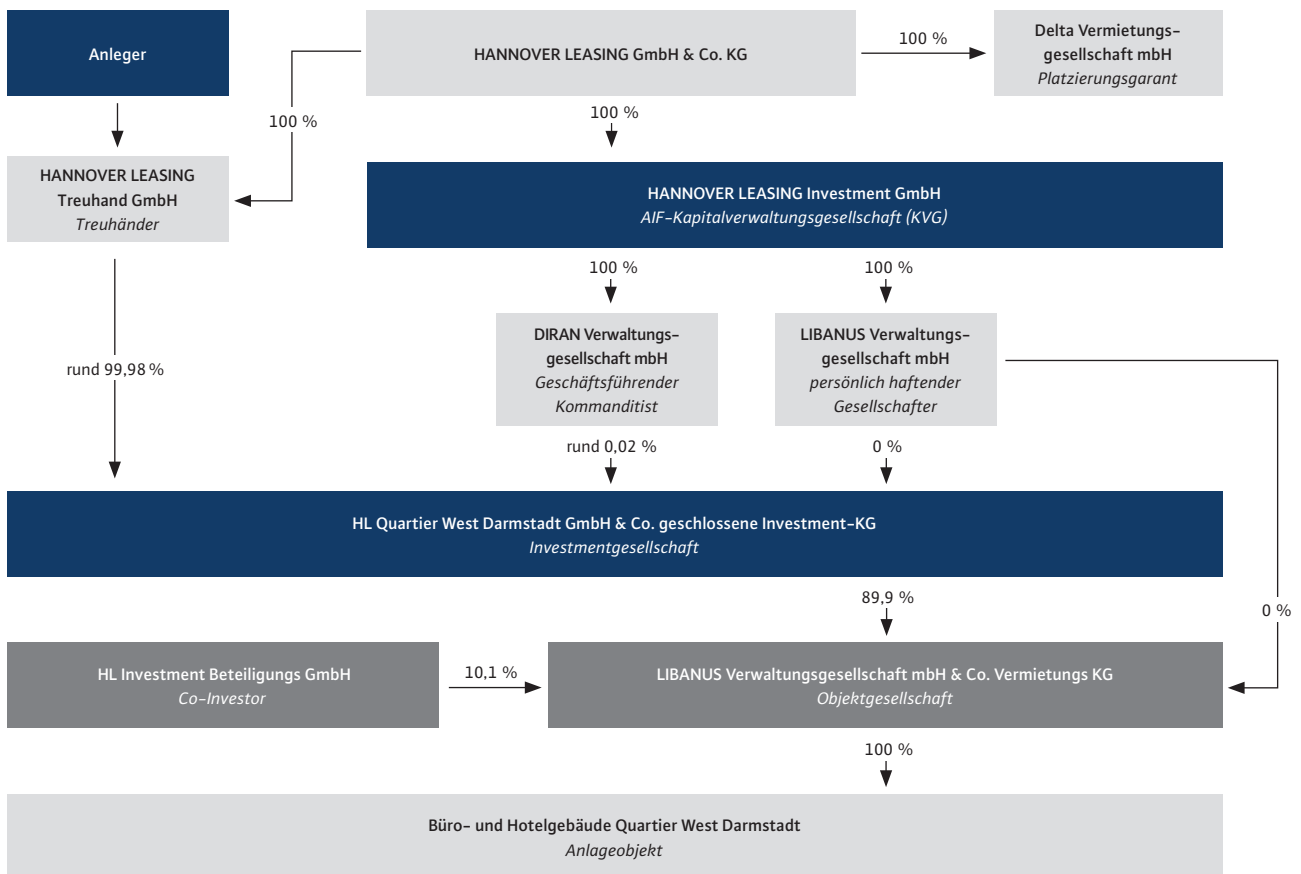 Anleger
HANNOVER LEASING GmbH & Co. KG
100 %
Delta Vermietungs-
gesellschaft mbH
Platzierungsgarant
100 %
100 %
HANNOVER LEASING
Treuhand GmbH
Treuhänder
HANNOVER LEASING Investment GmbH
AIF-Kapitalverwaltungsgesellschaft (KVG)
100 %
100 %
DIRAN Verwaltungs-
gesellschaft mbH
Geschäftsführender
Kommanditist
LIBANUS Verwaltungs-
gesellschaft mbH
persönlich haftender
Gesellschafter
rund 99,98 %
rund 0,02 %
0 %
HL Quartier West Darmstadt GmbH & Co. geschlossene Investment-KG
Investmentgesellschaft
89,9 %
0 %
HL Investment Beteiligungs GmbH
Co-Investor
10,1 %
LIBANUS Verwaltungsgesellschaft mbH & Co. Vermietungs KG
Objektgesellschaft
100 %
Büro- und Hotelgebäude Quartier West Darmstadt
Anlageobjekt